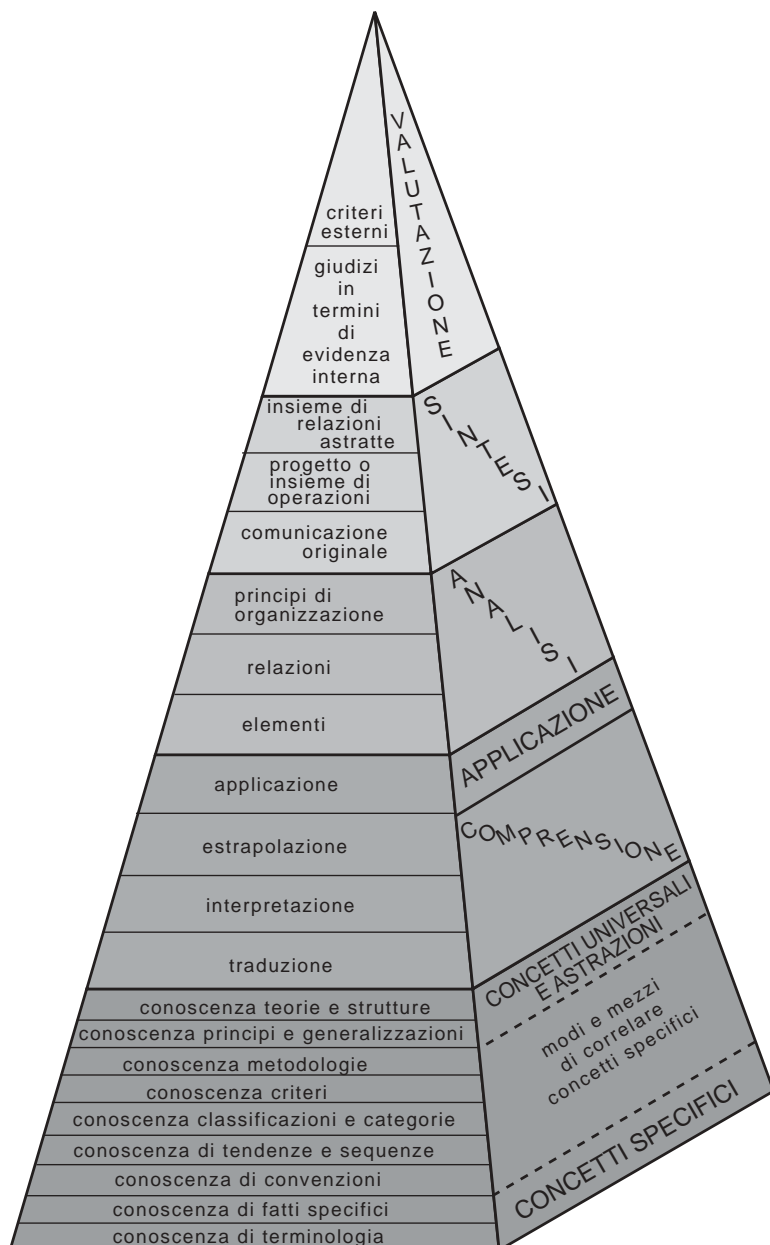 VALUTAZIONE
criteri
esterni
giudizi
in
termini
di
evidenza
interna
SINTESI
insieme di
relazioni
astratte
progetto o
insieme di
operazioni
comunicazione
originale
ANALISI
principi di
organizzazione
relazioni
elementi
APPLICAZIONE
applicazione
COMPRENSIONE
estrapolazione
interpretazione
traduzione
CONCETTI UNIVERSALI
E ASTRAZIONI
conoscenza teorie e strutture
conoscenza principi e generalizzazioni
modi e mezzi
di correlare
concetti specifici
conoscenza metodologie
conoscenza criteri
conoscenza classificazioni e categorie
conoscenza di tendenze e sequenze
conoscenza di convenzioni
CONCETTI SPECIFICI
conoscenza di fatti specifici
conoscenza di terminologia